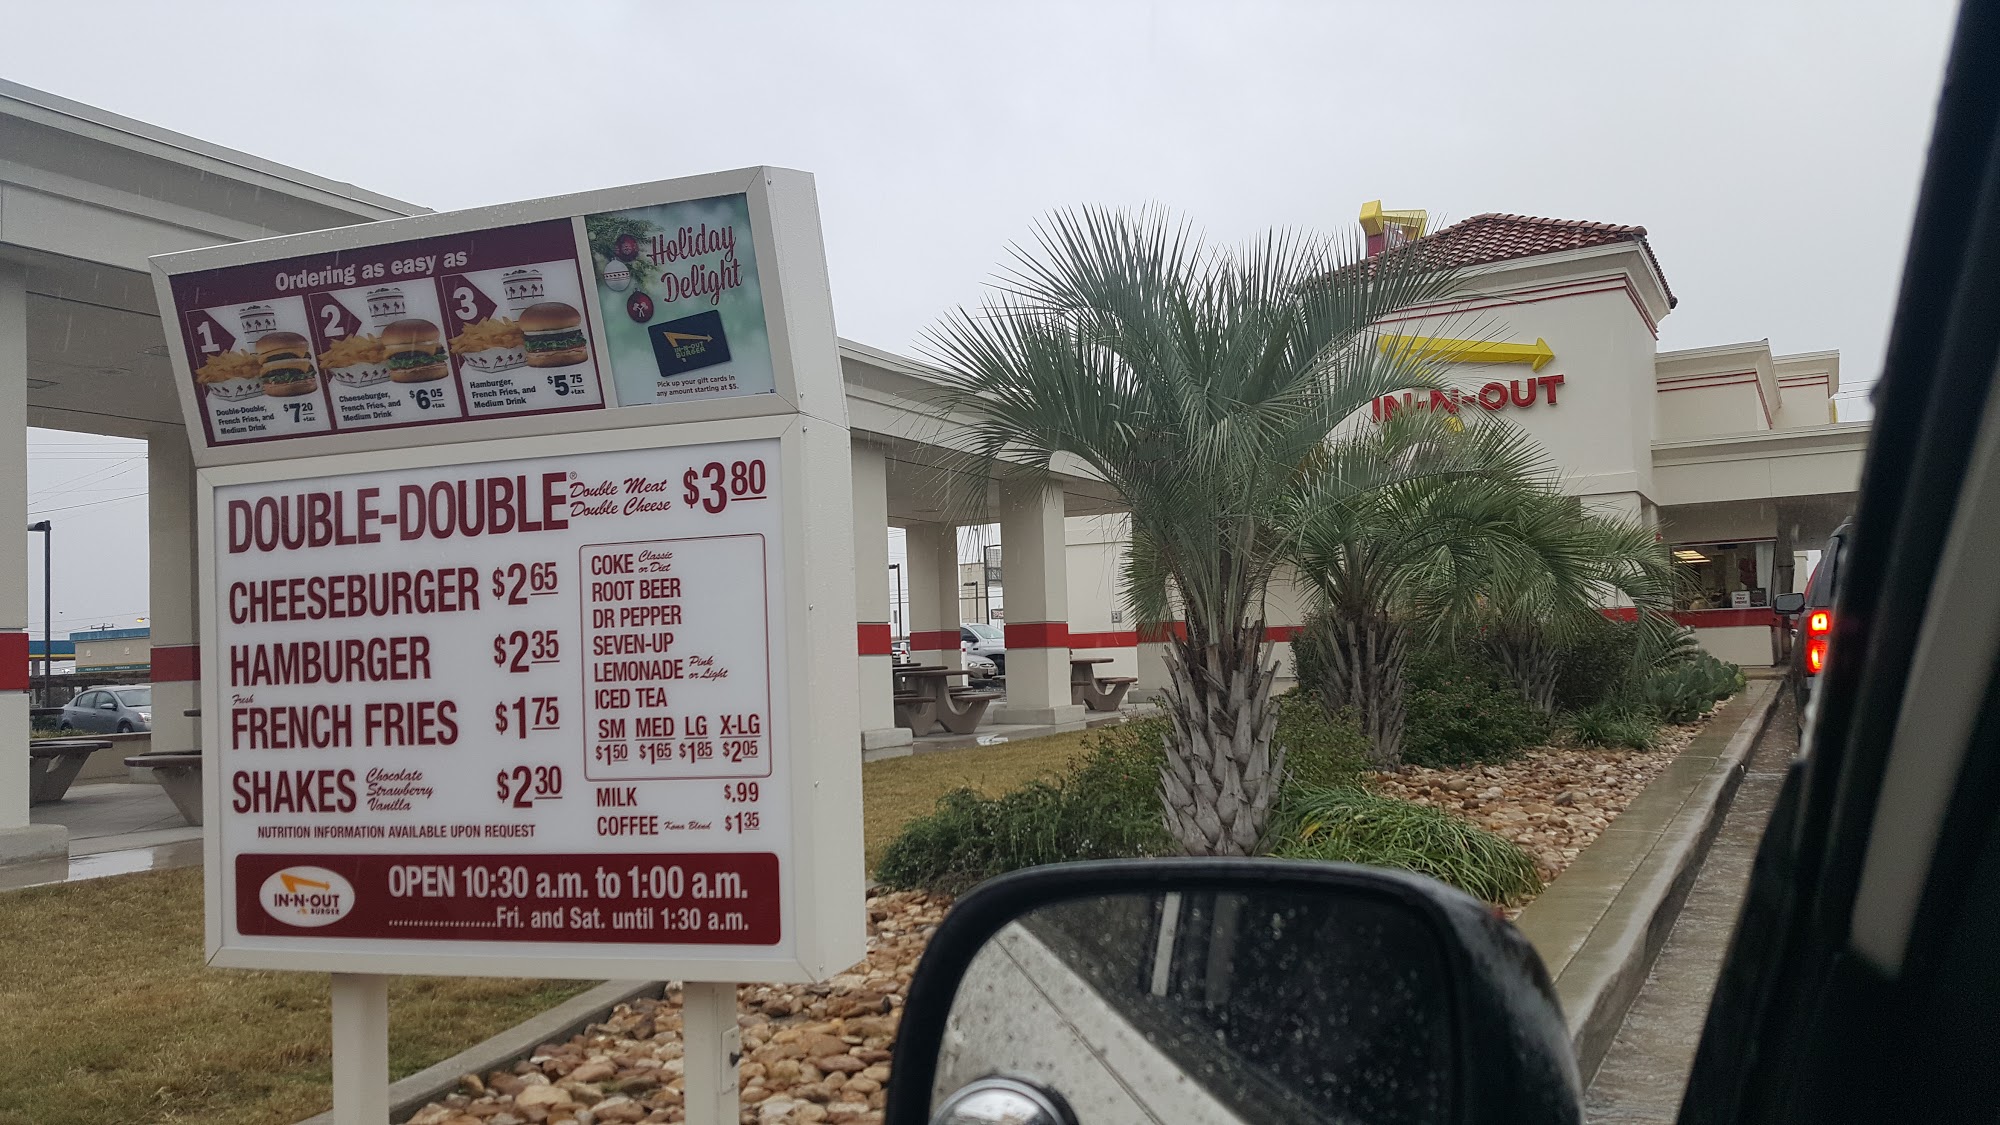 Ordering as easy as
1
Double-Double,
French Fries, and
Medium Drink
$7 20
+tax
2
Cheeseburger,
French Fries, and
Medium Drink
$6 05
+tax
3
Hamburger,
French Fries, and
Medium Drink
$5 75
+tax
Holiday
Delight
IN-N-OUT
BURGER
Pick up your gift cards in
any amount starting at $5.
DOUBLE-DOUBLE® Double Meat Double Cheese $3 80
CHEESEBURGER $2 65
HAMBURGER $2 35
Fresh
FRENCH FRIES $1 75
SHAKES Chocolate Strawberry Vanilla $2 30
NUTRITION INFORMATION AVAILABLE UPON REQUEST
COKE Classic or Diet
ROOT BEER
DR PEPPER
SEVEN-UP
LEMONADE Pink or Light
ICED TEA
SM MED LG X-LG
$1 50 $1 65 $1 85 $2 05
MILK $.99
COFFEE Kona Blend $1 35
IN-N-OUT
BURGER
OPEN 10:30 a.m. to 1:00 a.m.
.....................Fri. and Sat. until 1:30 a.m.
IN-N-OUT